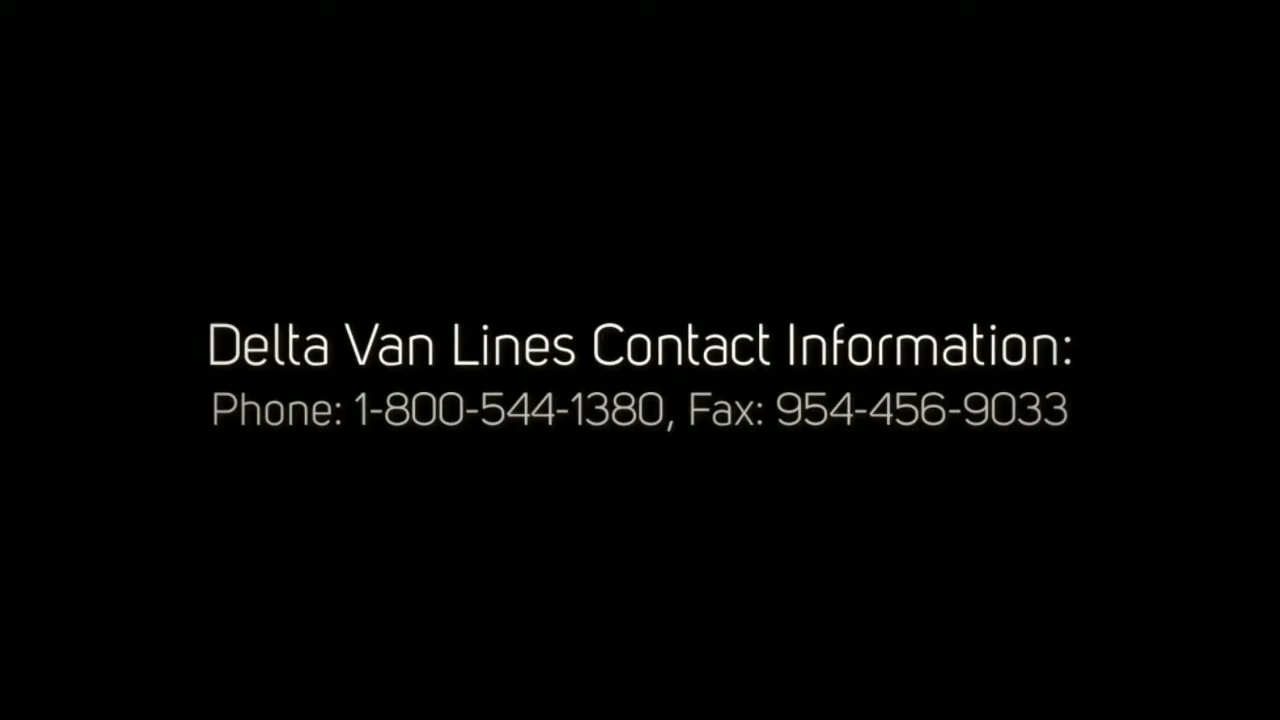 Delta Van Lines Contact Information:
Phone: 1-800-544-1380, Fax: 954-456-9033